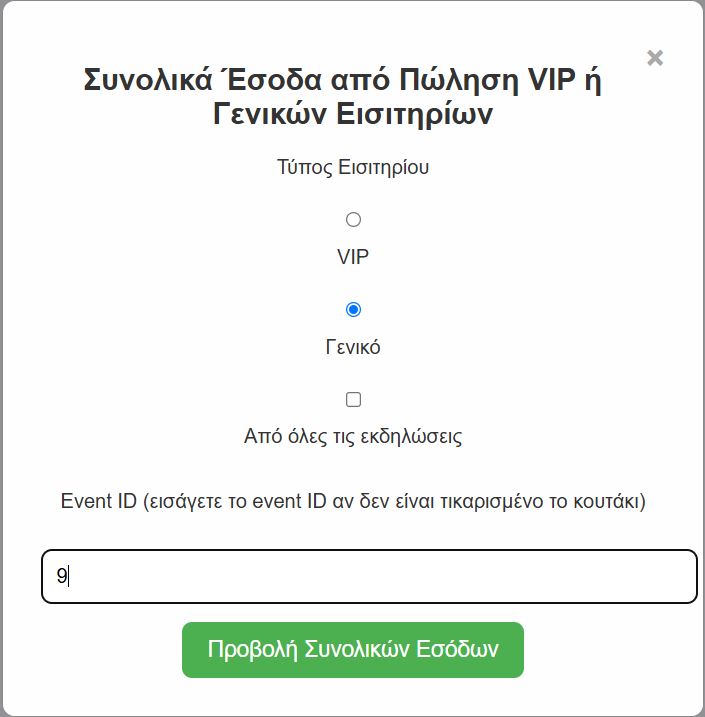 ×
Συνολικά Έσοδα από Πώληση VIP ή
Γενικών Εισιτηρίων
Τύπος Εισιτηρίου
VIP
Γενικό
Από όλες τις εκδηλώσεις
Event ID (εισάγετε το event ID αν δεν είναι τικαρισμένο το κουτάκι)
9
Προβολή Συνολικών Εσόδων